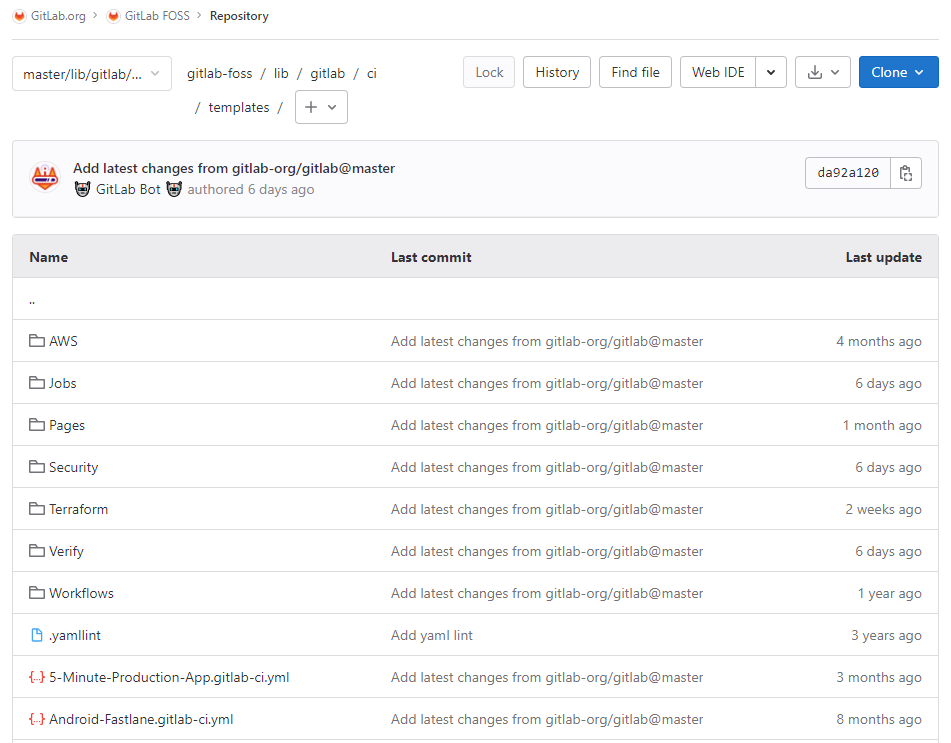 GitLab.org > GitLab FOSS > Repository
master/lib/gitlab/... gitlab-foss / lib / gitlab / ci Lock History Find file Web IDE Clone
/ templates / +
Add latest changes from gitlab-org/gitlab@master
GitLab Bot authored 6 days ago da92a120
Name Last commit Last update
..
AWS Add latest changes from gitlab-org/gitlab@master 4 months ago
Jobs Add latest changes from gitlab-org/gitlab@master 6 days ago
Pages Add latest changes from gitlab-org/gitlab@master 1 month ago
Security Add latest changes from gitlab-org/gitlab@master 6 days ago
Terraform Add latest changes from gitlab-org/gitlab@master 2 weeks ago
Verify Add latest changes from gitlab-org/gitlab@master 6 days ago
Workflows Add latest changes from gitlab-org/gitlab@master 1 year ago
.yamllint Add yaml lint 3 years ago
{..} 5-Minute-Production-App.gitlab-ci.yml Add latest changes from gitlab-org/gitlab@master 3 months ago
{..} Android-Fastlane.gitlab-ci.yml Add latest changes from gitlab-org/gitlab@master 8 months ago